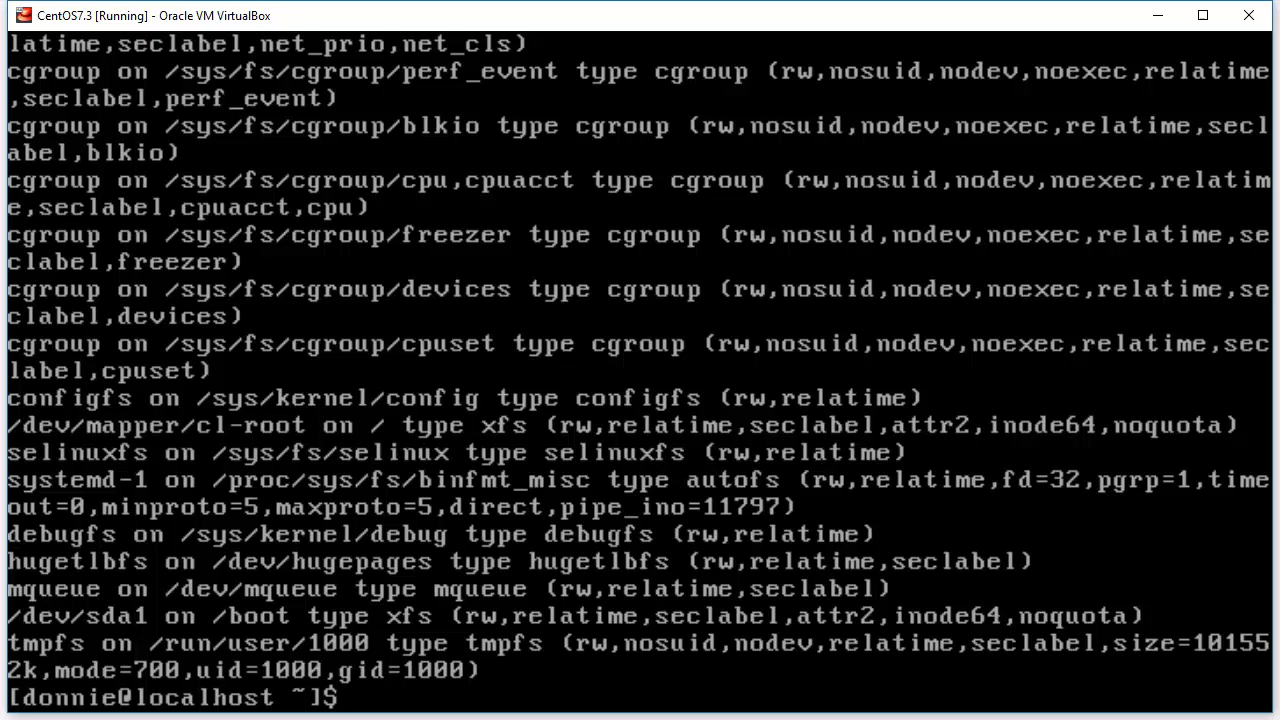 CentOS7.3 [Running] - Oracle VM VirtualBox
latime,seclabel,net_prio,net_cls)
cgroup on /sys/fs/cgroup/perf_event type cgroup (rw,nosuid,nodev,noexec,relatime
,seclabel,perf_event)
cgroup on /sys/fs/cgroup/blkio type cgroup (rw,nosuid,nodev,noexec,relatime,secl
abel,blkio)
cgroup on /sys/fs/cgroup/cpu,cpuacct type cgroup (rw,nosuid,nodev,noexec,relatim
e,seclabel,cpuacct,cpu)
cgroup on /sys/fs/cgroup/freezer type cgroup (rw,nosuid,nodev,noexec,relatime,se
clabel,freezer)
cgroup on /sys/fs/cgroup/devices type cgroup (rw,nosuid,nodev,noexec,relatime,se
clabel,devices)
cgroup on /sys/fs/cgroup/cpuset type cgroup (rw,nosuid,nodev,noexec,relatime,sec
label,cpuset)
configfs on /sys/kernel/config type configfs (rw,relatime)
/dev/mapper/cl-root on / type xfs (rw,relatime,seclabel,attr2,inode64,noquota)
selinuxfs on /sys/fs/selinux type selinuxfs (rw,relatime)
systemd-1 on /proc/sys/fs/binfmt_misc type autofs (rw,relatime,fd=32,pgrp=1,time
out=0,minproto=5,maxproto=5,direct,pipe_ino=11797)
debugfs on /sys/kernel/debug type debugfs (rw,relatime)
hugetlbfs on /dev/hugepages type hugetlbfs (rw,relatime,seclabel)
mqueue on /dev/mqueue type mqueue (rw,relatime,seclabel)
/dev/sda1 on /boot type xfs (rw,relatime,seclabel,attr2,inode64,noquota)
tmpfs on /run/user/1000 type tmpfs (rw,nosuid,nodev,relatime,seclabel,size=10155
2k,mode=700,uid=1000,gid=1000)
[donnie@localhost ~]$